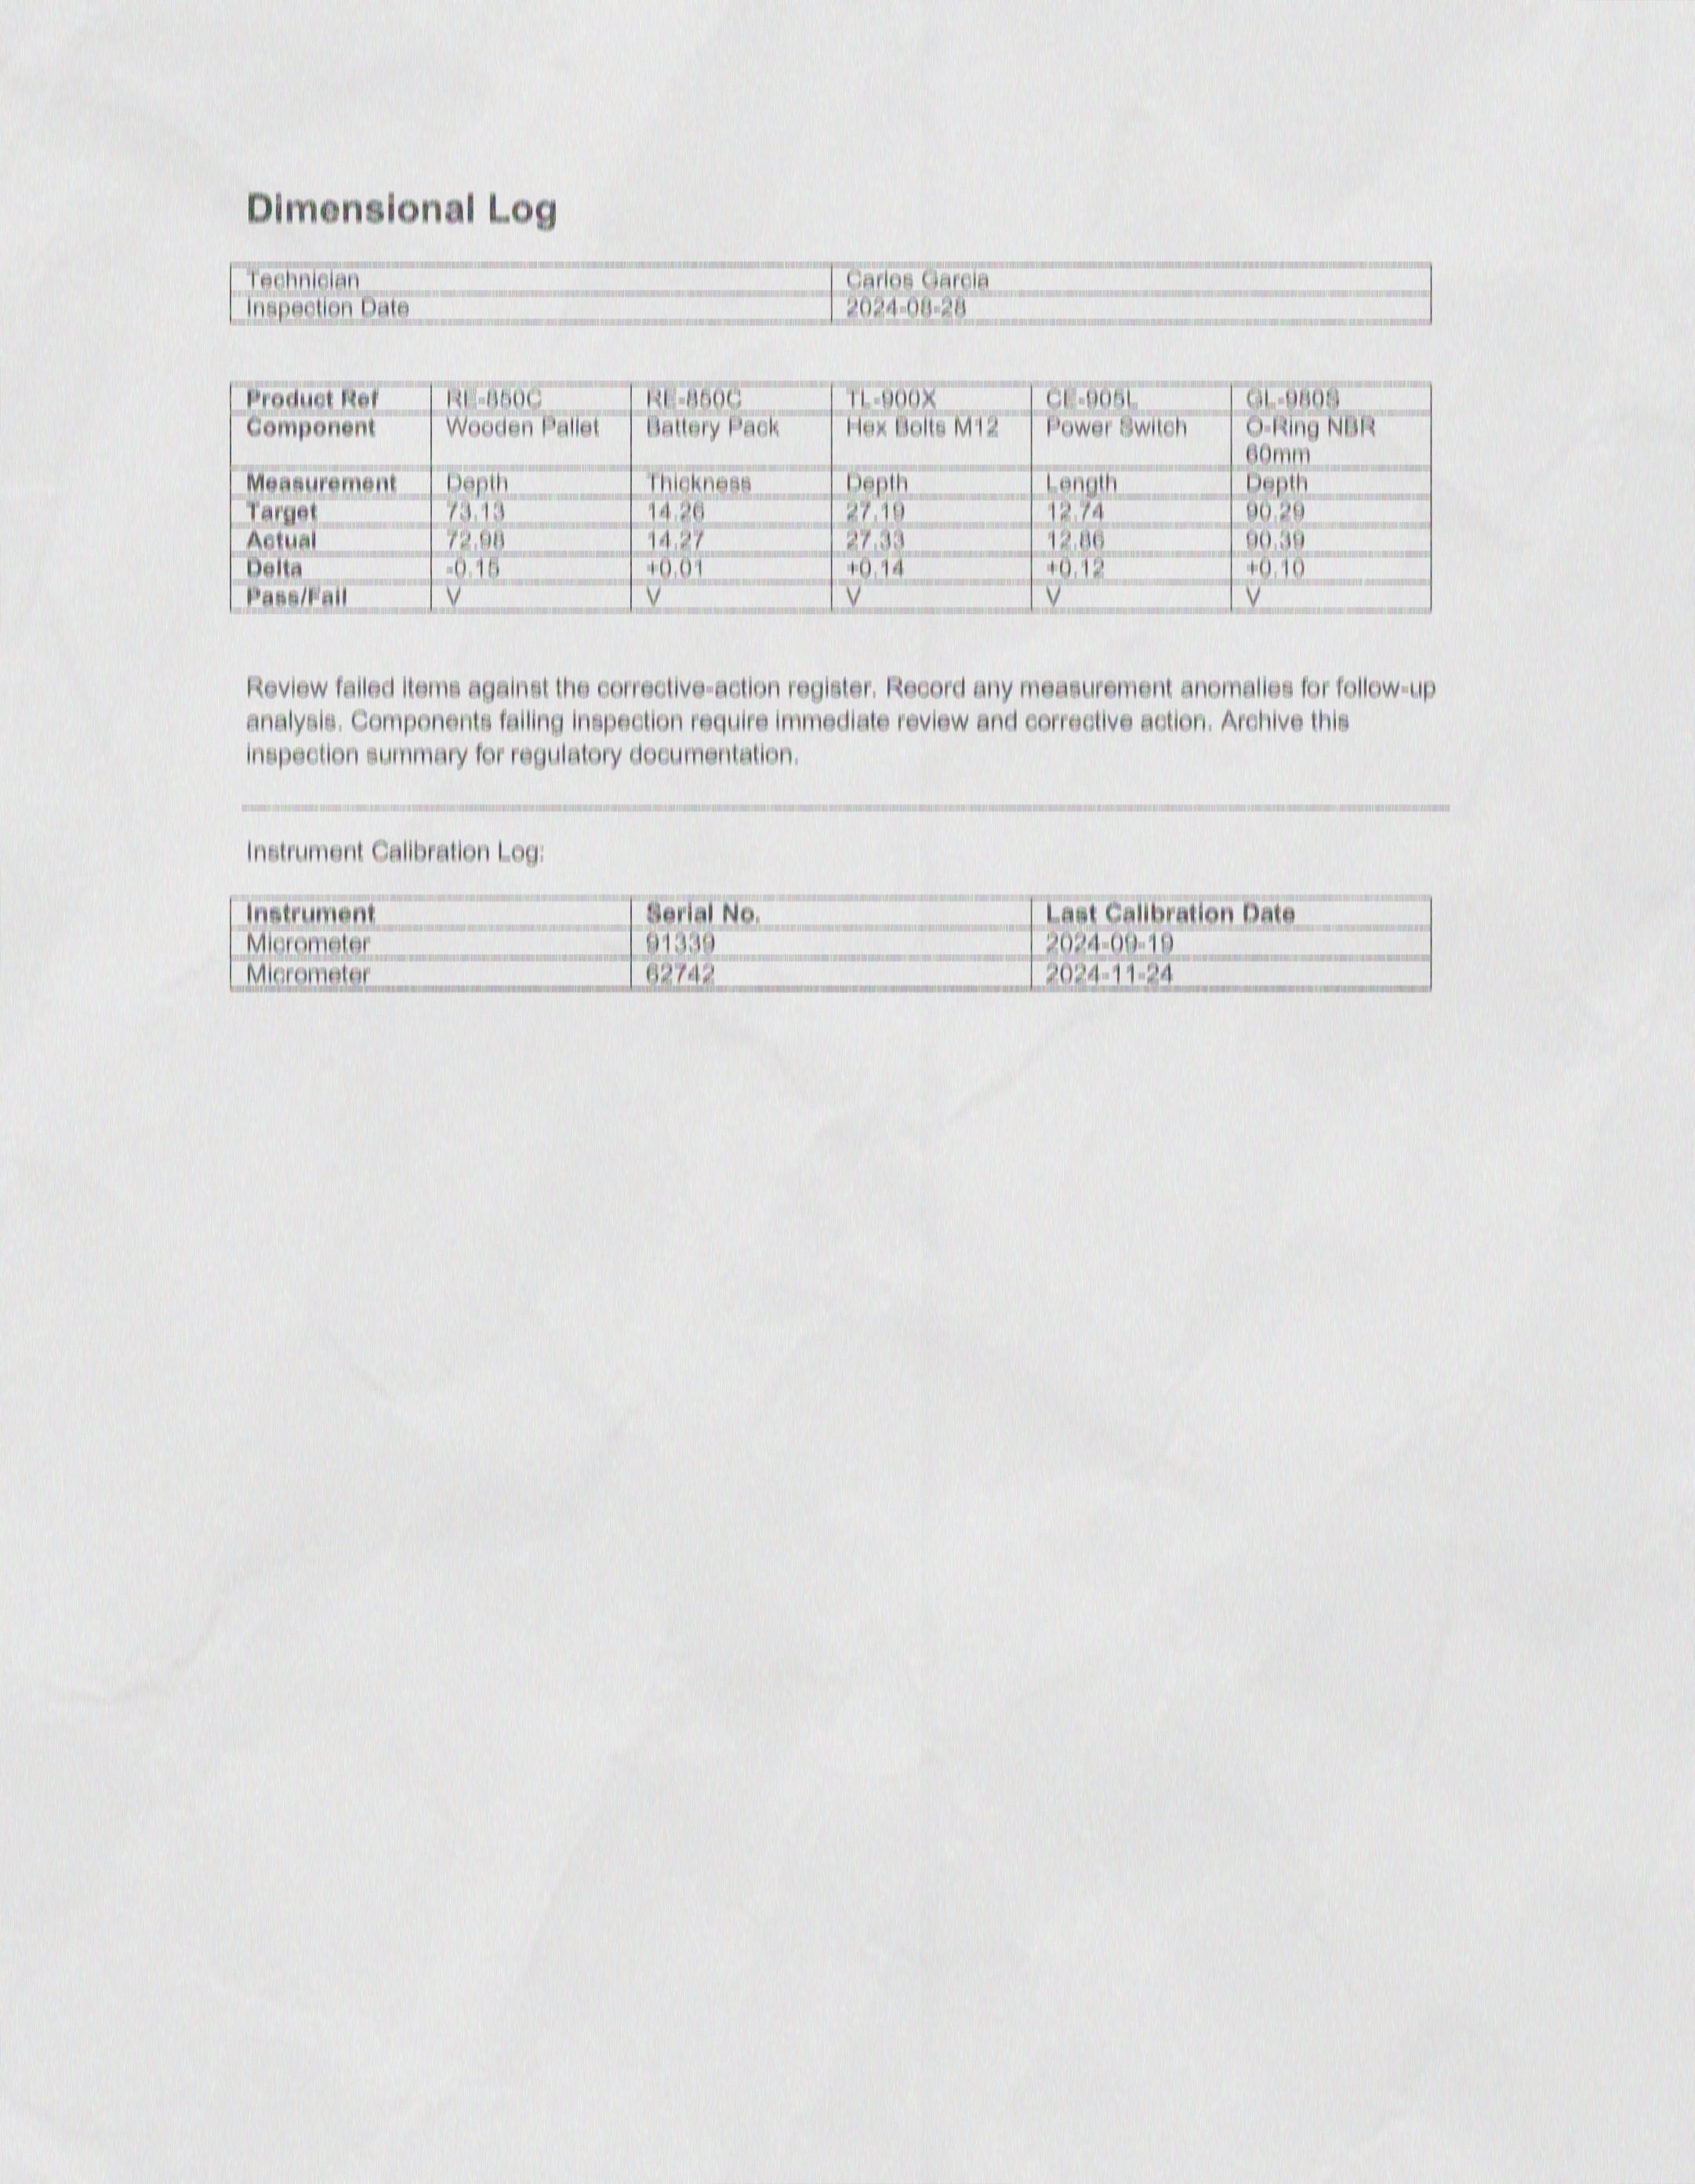 Dimensional Log
Technician Carlos Garcia
Inspection Date 2024-08-28
Product Ref RE-850C RE-850C TL-900X CE-905L GL-980S
Component Wooden Pallet Battery Pack Hex Bolts M12 Power Switch O-Ring NBR
60mm
Measurement Depth Thickness Depth Length Depth
Target 73.13 14.26 27.19 12.74 90.29
Actual 72.98 14.27 27.33 12.86 90.39
Delta -0.15 +0.01 +0.14 +0.12 +0.10
Pass/Fail V V V V V
Review failed items against the corrective-action register. Record any measurement anomalies for follow-up
analysis. Components failing inspection require immediate review and corrective action. Archive this
inspection summary for regulatory documentation.
Instrument Calibration Log:
Instrument Serial No. Last Calibration Date
Micrometer 91339 2024-09-19
Micrometer 62742 2024-11-24